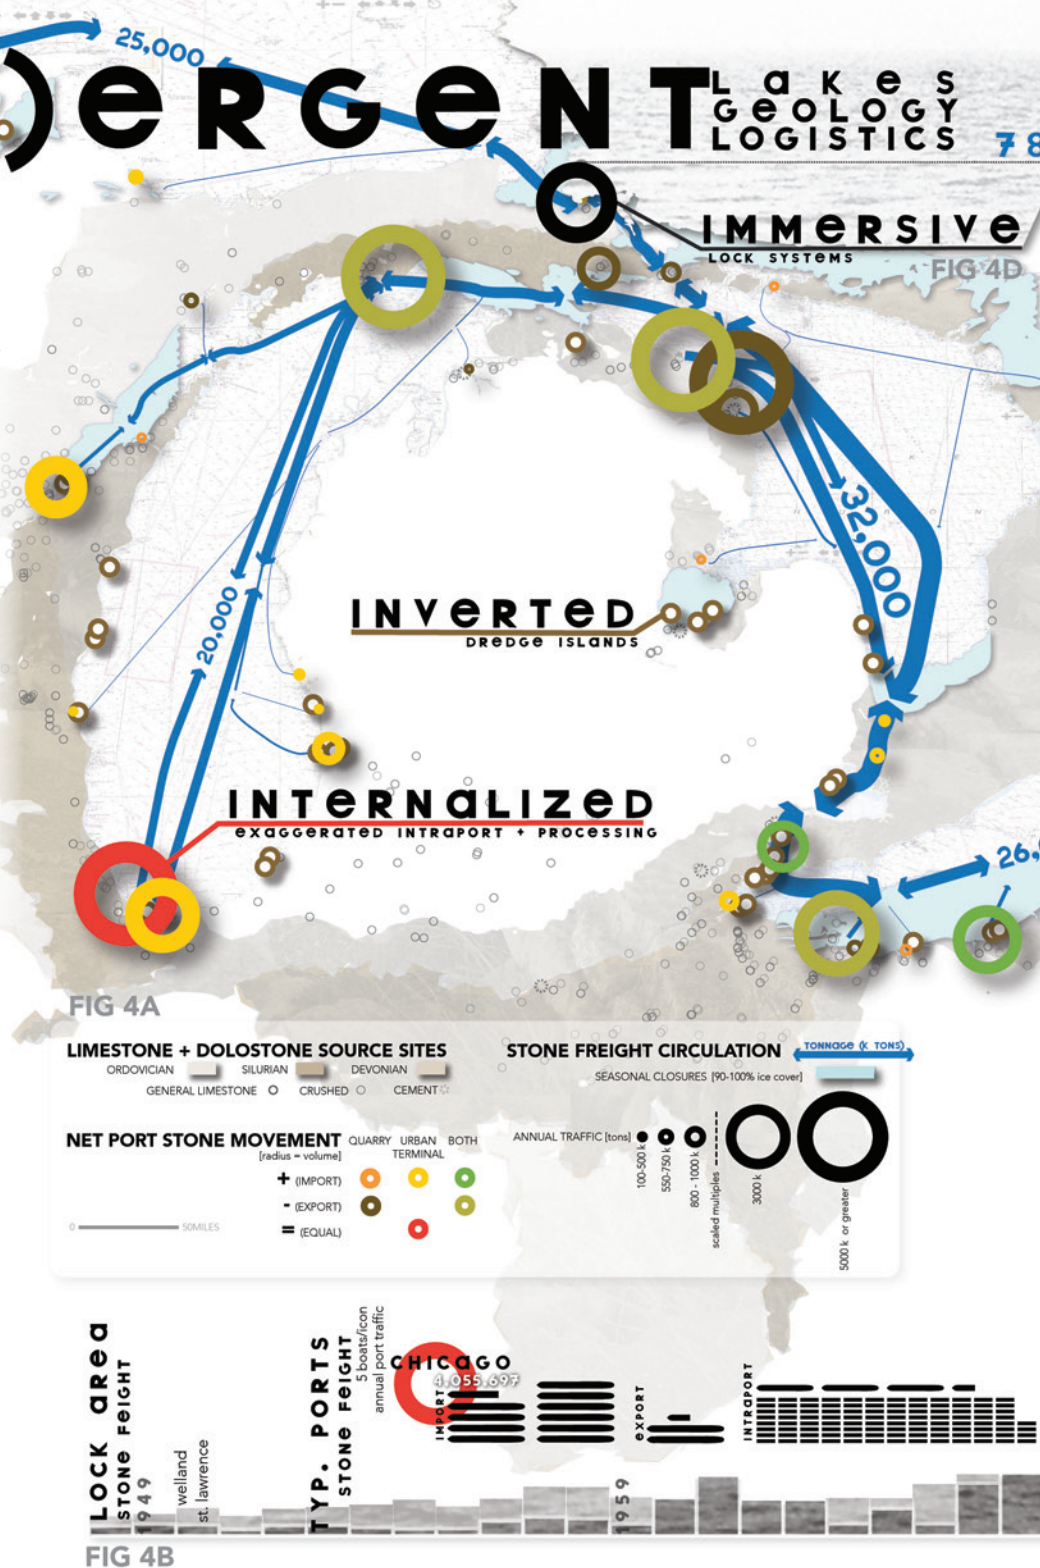 25,000
ERGENT
LAKES
GEOLOGY
LOGISTICS
78
IMMERSIVE
LOCK SYSTEMS
FIG 4D
32,000
INVERTED
DREDGE ISLANDS
20,000
INTERNALIZED
EXAGGERATED INTRAPORT + PROCESSING
26,
FIG 4A
LIMESTONE + DOLOSTONE SOURCE SITES
ORDOVICIAN SILURIAN DEVONIAN
GENERAL LIMESTONE CRUSHED CEMENT
STONE FREIGHT CIRCULATION TONNAGE (K TONS)
SEASONAL CLOSURES [90-100% ice cover]
NET PORT STONE MOVEMENT QUARRY URBAN TERMINAL BOTH
[radius = volume]
+ (IMPORT)
- (EXPORT)
= (EQUAL)
0 50MILES
ANNUAL TRAFFIC [tons]
100-500 k
550-750 k
800 - 1000 k
scaled multiples
3000 k
5000 k or greater
LOCK AREA
STONE FEIGHT
1949
welland
st. lawrence
TYP. PORTS
STONE FEIGHT
5 boats/icon
annual port traffic
CHICAGO
4,055,697
IMPORT
EXPORT
INTRAPORT
1959
FIG 4B